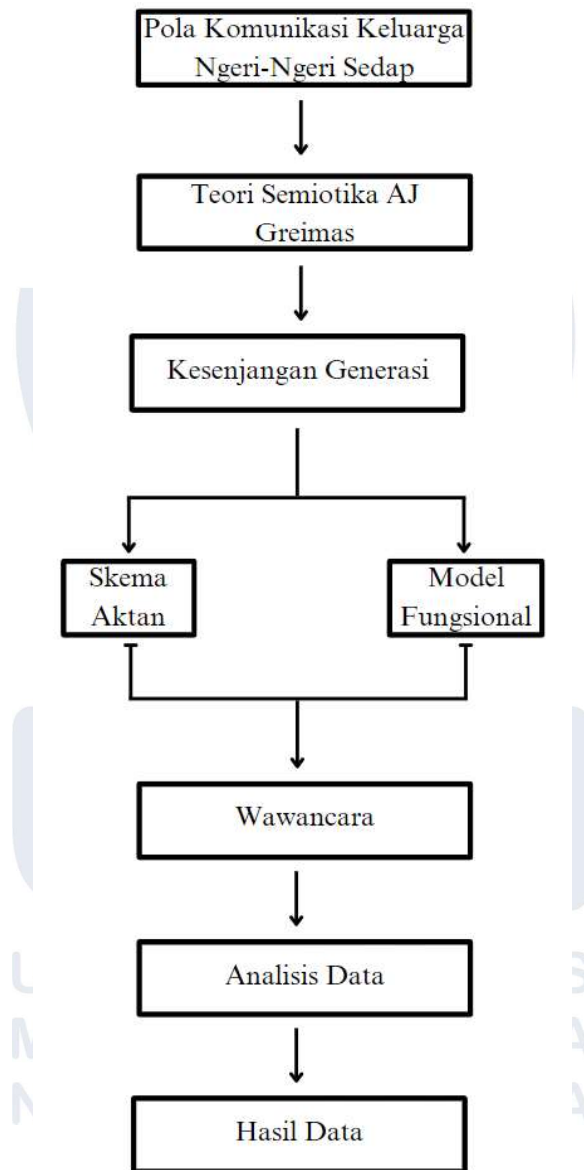 Pola Komunikasi Keluarga
Ngeri-Ngeri Sedap
Teori Semiotika AJ
Greimas
Kesenjangan Generasi
Skema
Aktan
Model
Fungsional
Wawancara
Analisis Data
Hasil Data